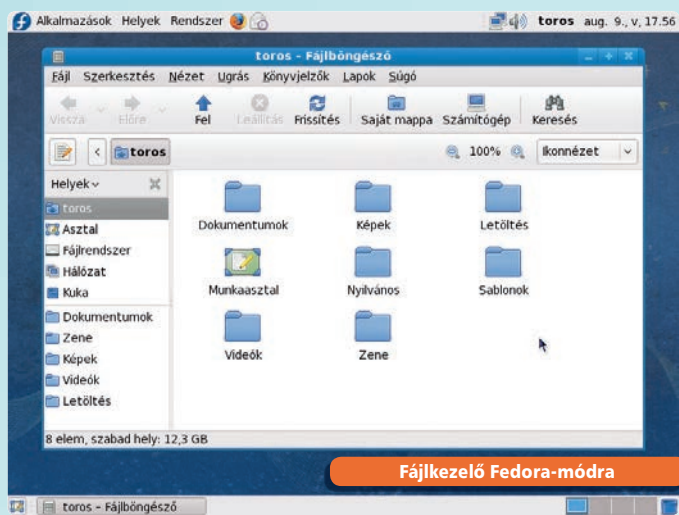 Alkalmazások Helyek Rendszer toros aug. 9., v, 17.56
toros - Fájlböngésző
Fájl Szerkesztés Nézet Ugrás Könyvjelzők Lapok Súgó
Vissza Előre Fel Leállítás Frissítés Saját mappa Számítógép Keresés
toros 100% Ikonnézet
Helyek
toros
Asztal
Fájlrendszer
Hálózat
Kuka
Dokumentumok
Zene
Képek
Videók
Letöltés
Dokumentumok Képek Letöltés
Munkaasztal Nyilvános Sablonok
Videók Zene
8 elem, szabad hely: 12,3 GB
Fájlkezelő Fedora-módra
toros - Fájlböngésző